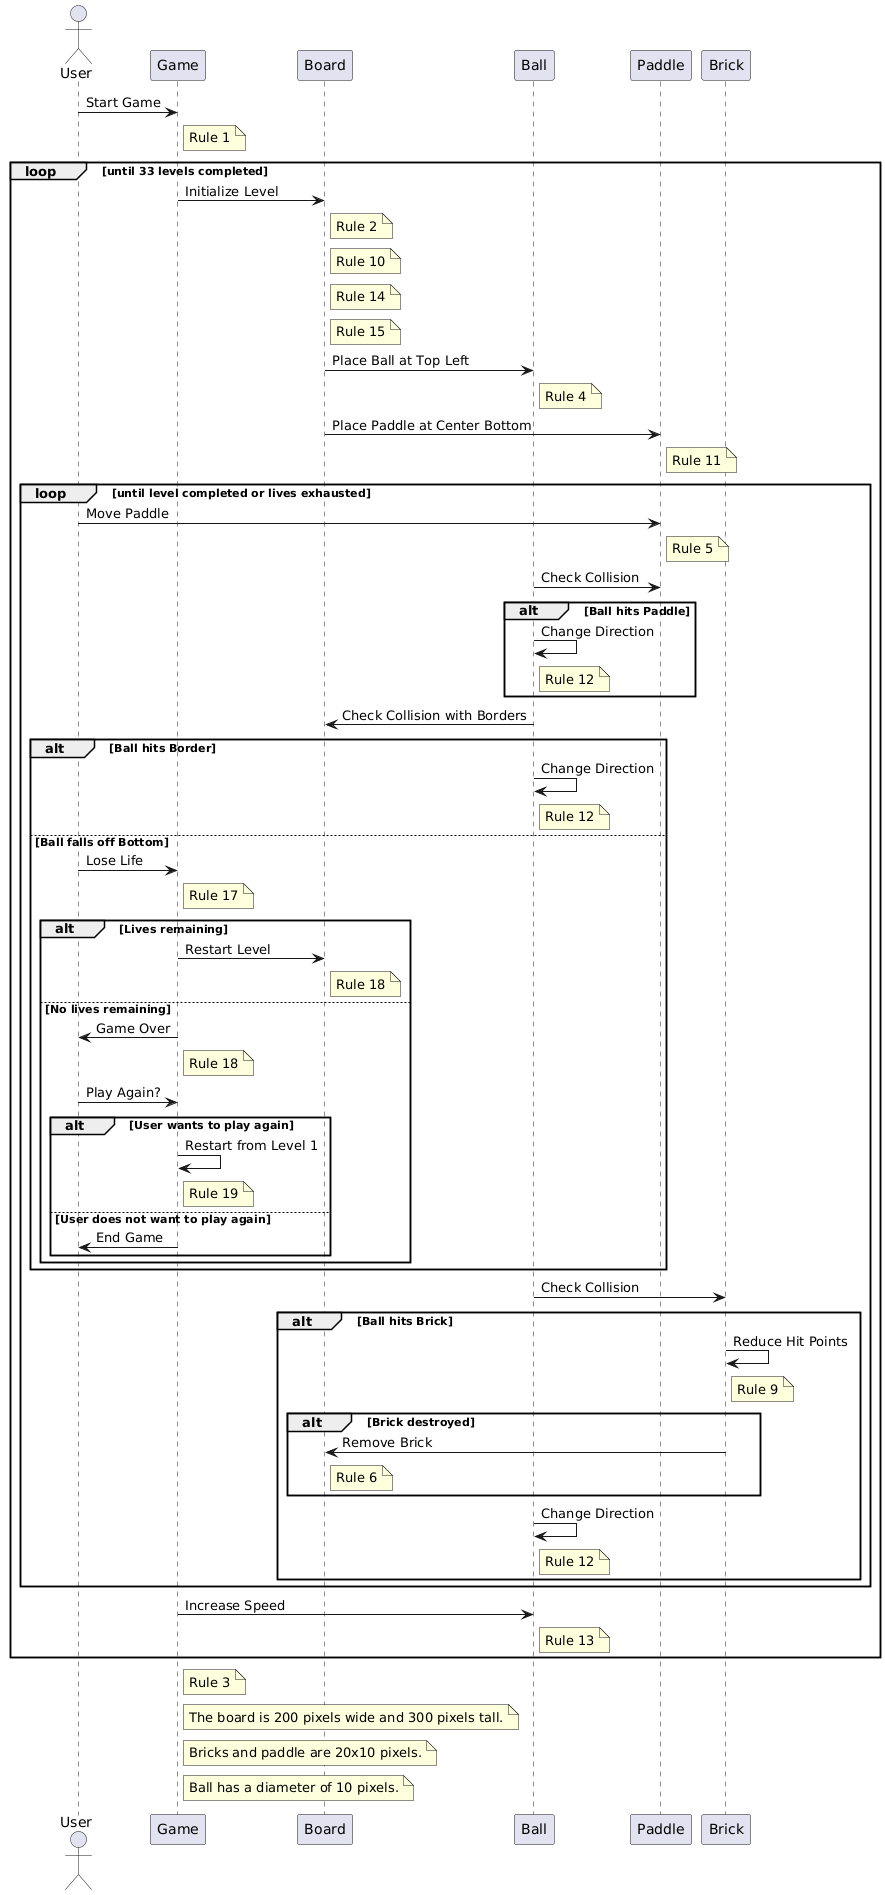 User
Game
Board
Ball
Paddle
Brick
Start Game
Rule 1
loop
[until 33 levels completed]
Initialize Level
Rule 2
Rule 10
Rule 14
Rule 15
Place Ball at Top Left
Rule 4
Place Paddle at Center Bottom
Rule 11
loop
[until level completed or lives exhausted]
Move Paddle
Rule 5
Check Collision
alt
[Ball hits Paddle]
Change Direction
Rule 12
Check Collision with Borders
alt
[Ball hits Border]
Change Direction
Rule 12
[Ball falls off Bottom]
Lose Life
Rule 17
alt
[Lives remaining]
Restart Level
Rule 18
[No lives remaining]
Game Over
Rule 18
Play Again?
alt
[User wants to play again]
Restart from Level 1
Rule 19
[User does not want to play again]
End Game
Check Collision
alt
[Ball hits Brick]
Reduce Hit Points
Rule 9
alt
[Brick destroyed]
Remove Brick
Rule 6
Change Direction
Rule 12
Increase Speed
Rule 13
Rule 3
The board is 200 pixels wide and 300 pixels tall.
Bricks and paddle are 20x10 pixels.
Ball has a diameter of 10 pixels.
User
Game
Board
Ball
Paddle
Brick